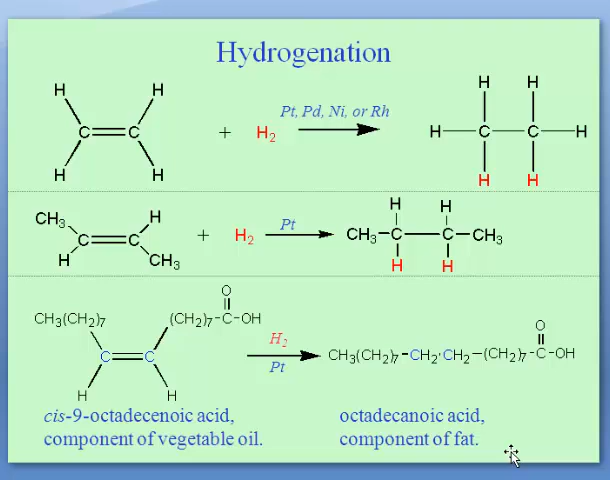 Hydrogenation
H H H H
Pt, Pd, Ni, or Rh
C C + H₂ H C C H
H H H H
CH₃ H H H
C C + H₂ Pt CH₃–C C–CH₃
H CH₃ H H
O
CH₃(CH₂)₇ (CH₂)₇–C–OH O
C C H₂ CH₃(CH₂)₇–CH₂-CH₂–(CH₂)₇–C–OH
Pt
H H
cis-9-octadecenoic acid, octadecanoic acid,
component of vegetable oil. component of fat.